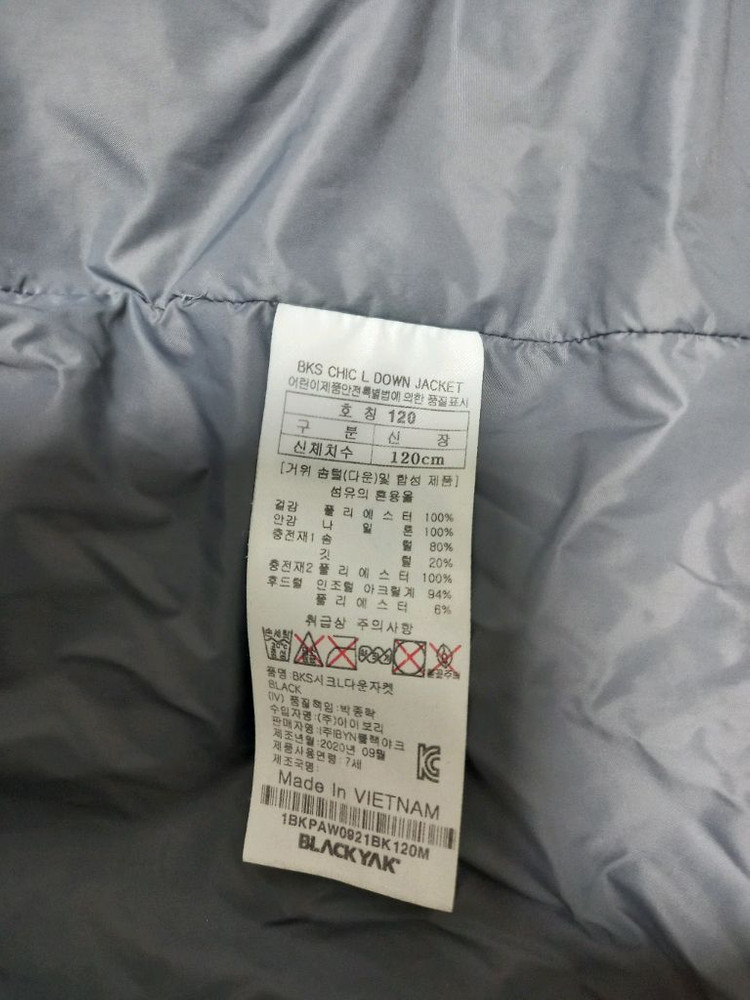 BKS CHIC L DOWN JACKET
어린이제품안전특별법에 의한 품질표시
호 칭 120
구 분 신 장
신체치수 120cm
[거위 솜털(다운)및 합성 제품]
섬유의 혼용율
겉감 폴 리 에 스 터 100%
안감 나 일 론 100%
충전재1 솜 털 80%
깃 털 20%
충전재2 폴 리 에 스 터 100%
후드털 인조털 아크릴계 94%
폴 리 에 스 터 6%
취급상 주의사항
손세탁
품명:BKS시크L다운자켓
BLACK
(IV) 품질책임:박종학
수입자명:(주)아이보리
판매자명:(주)BYN블랙야크
제조년월:2020년 09월
제품사용연령:7세
제조국명:
Made In VIETNAM
1BKPAW0921BK120M
BLACKYAK